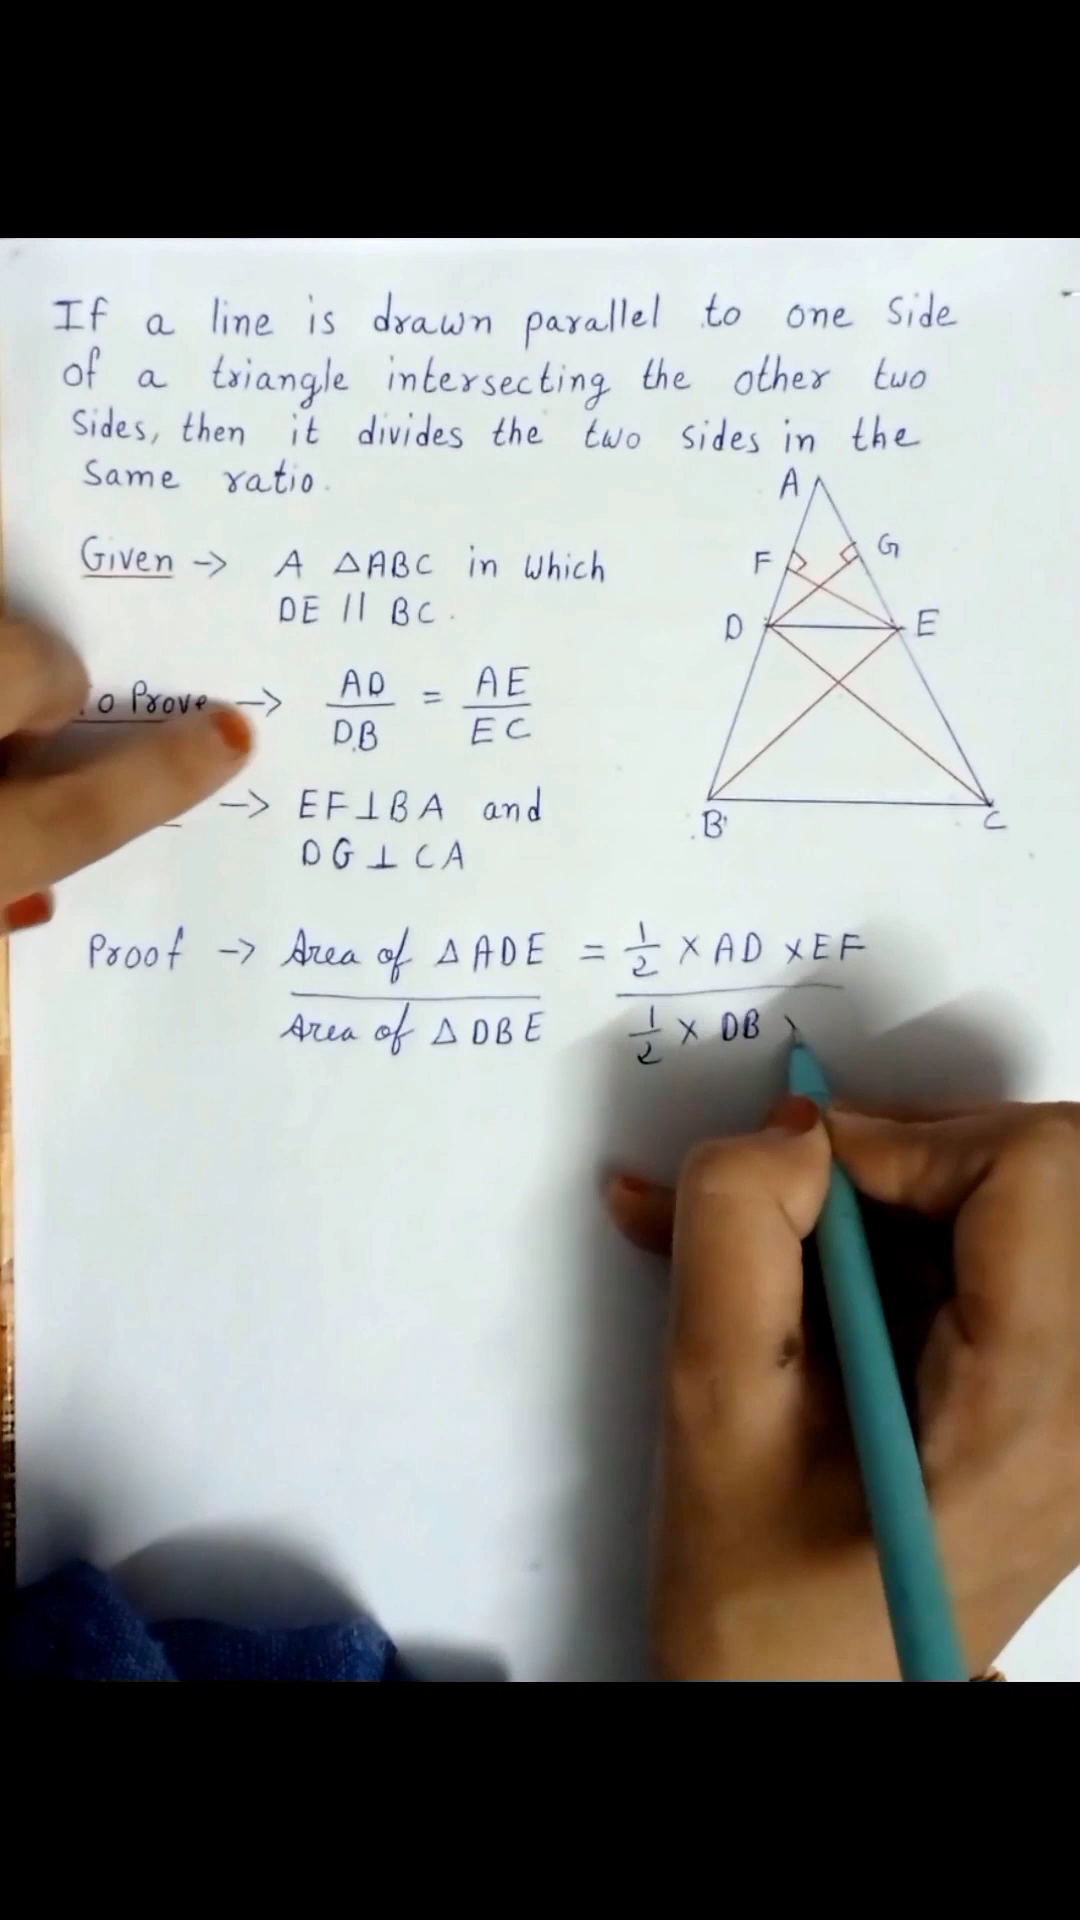 If a line is drawn parallel to one Side
of a triangle intersecting the other two
Sides, then it divides the two sides in the
Same ratio.
A
Given -> A △ABC in which
DE || BC.
F G
D E
o Prove -> AD/DB = AE/EC
-> EF⊥BA and
DG ⊥ CA
B C
Proof -> Area of △ADE = 1/2 × AD × EF
Area of △DBE 1/2 × DB ×